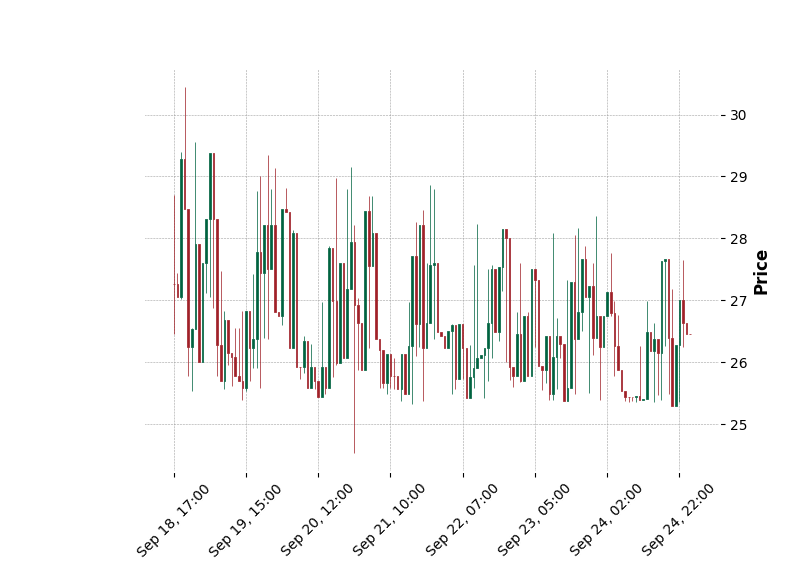 30
29
28
27
26
25
Price
Sep 18, 17:00
Sep 19, 15:00
Sep 20, 12:00
Sep 21, 10:00
Sep 22, 07:00
Sep 23, 05:00
Sep 24, 02:00
Sep 24, 22:00